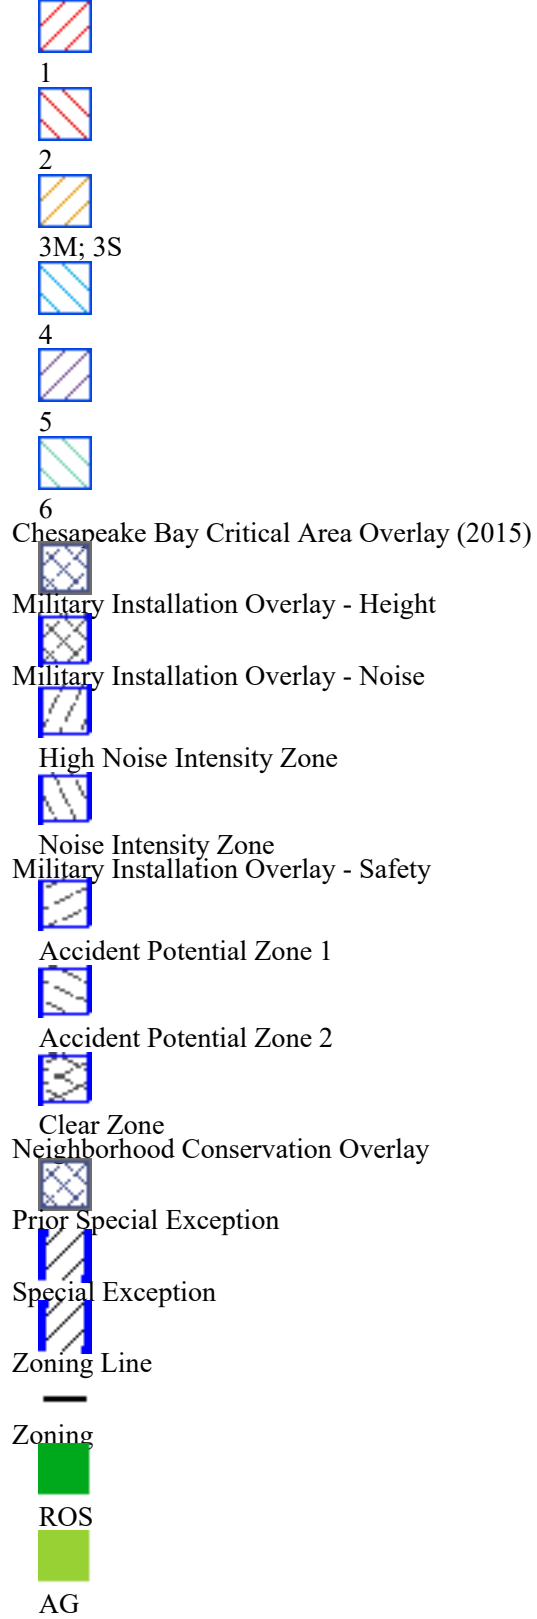 1
2
3M; 3S
4
5
6
Chesapeake Bay Critical Area Overlay (2015)
Military Installation Overlay - Height
Military Installation Overlay - Noise
High Noise Intensity Zone
Noise Intensity Zone
Military Installation Overlay - Safety
Accident Potential Zone 1
Accident Potential Zone 2
Clear Zone
Neighborhood Conservation Overlay
Prior Special Exception
Special Exception
Zoning Line
Zoning
ROS
AG